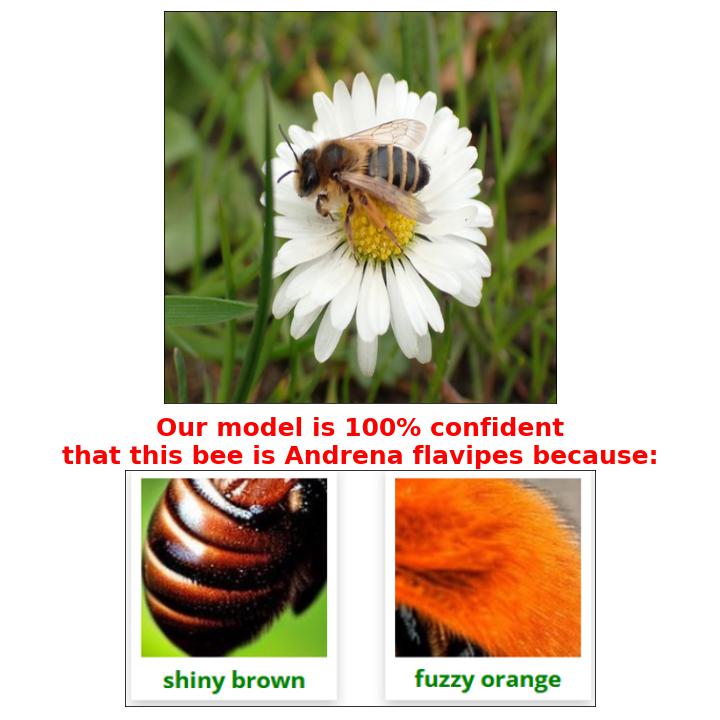 Our model is 100% confident
that this bee is Andrena flavipes because:
shiny brown
fuzzy orange